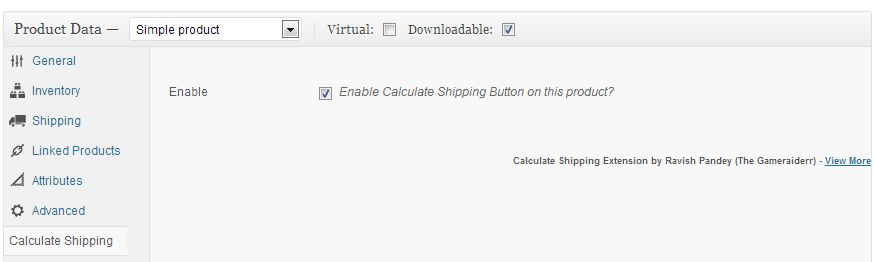 Product Data — Simple product Virtual: Downloadable:
General
Inventory
Enable Enable Calculate Shipping Button on this product?
Shipping
Linked Products
Calculate Shipping Extension by Ravish Pandey (The Gameraiderr) - View More
Attributes
Advanced
Calculate Shipping